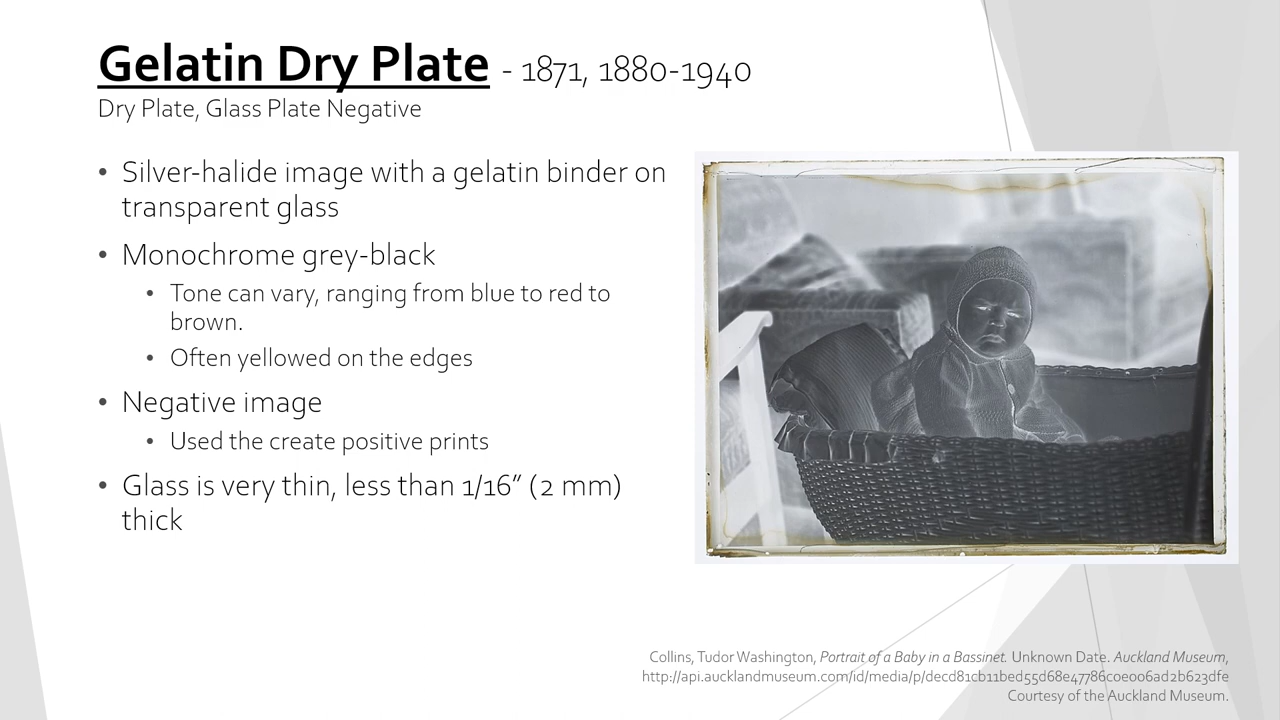 Gelatin Dry Plate - 1871, 1880-1940
Dry Plate, Glass Plate Negative
• Silver-halide image with a gelatin binder on
transparent glass
• Monochrome grey-black
• Tone can vary, ranging from blue to red to
brown.
• Often yellowed on the edges
• Negative image
• Used the create positive prints
• Glass is very thin, less than 1/16” (2 mm)
thick
Collins, Tudor Washington, Portrait of a Baby in a Bassinet. Unknown Date. Auckland Museum,
http://api.aucklandmuseum.com/id/media/p/decd81cb11bed55d68e47786c0e006ad2b623dfe
Courtesy of the Auckland Museum.